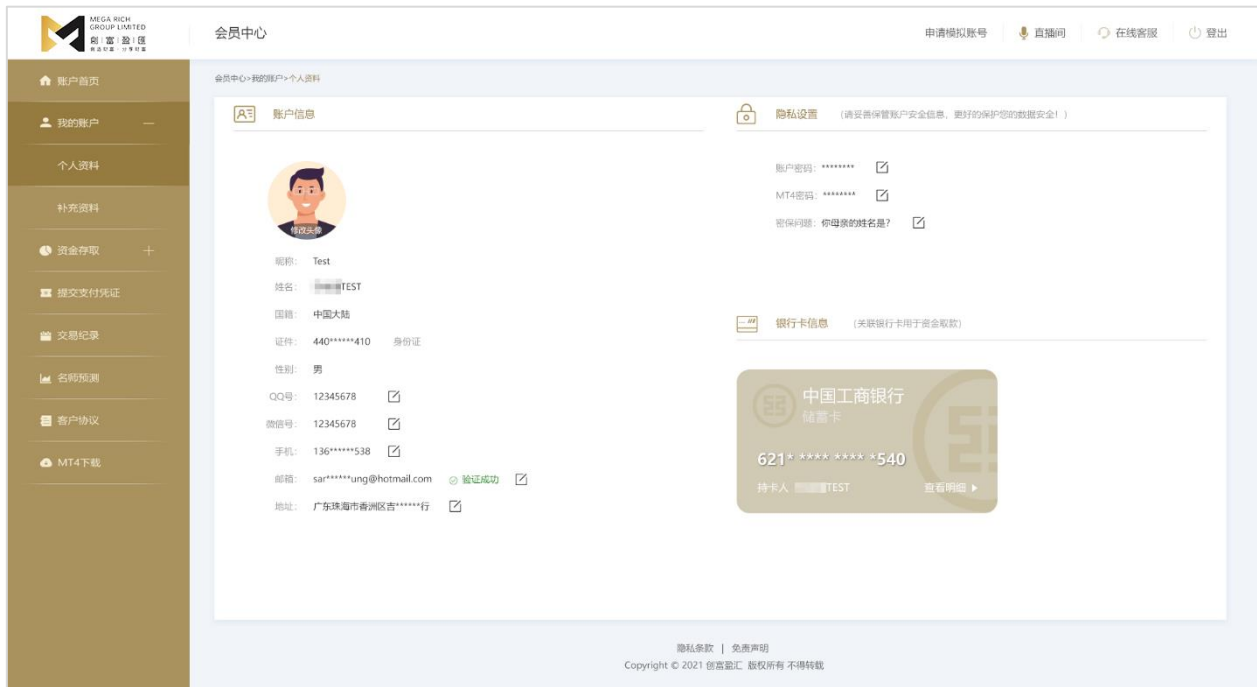 MEGA RICH
GROUP LIMITED
創富盈匯
会员中心
申请模拟账号
直播间
在线客服
登出
账户首页
我的账户
个人资料
补充资料
资金存取
提交支付凭证
交易纪录
名师预测
客户协议
MT4下载
会员中心>我的账户>个人资料
账户信息
修改头像
昵称: Test
姓名: TEST
国籍: 中国大陆
证件: 440******410 身份证
性别: 男
QQ号: 12345678
微信号: 12345678
手机: 136******538
邮箱: sar******ung@hotmail.com 验证成功
地址: 广东珠海市香洲区吉******行
隐私设置 (请妥善保管账户安全信息，更好的保护您的数据安全！)
账户密码: ********
MT4密码: ********
密保问题: 你母亲的姓名是?
银行卡信息 (关联银行卡用于资金取款)
中国工商银行
储蓄卡
621* **** **** *540
持卡人 TEST
查看明细
隐私条款 | 免责声明
Copyright © 2021 创富盈汇 版权所有 不得转载